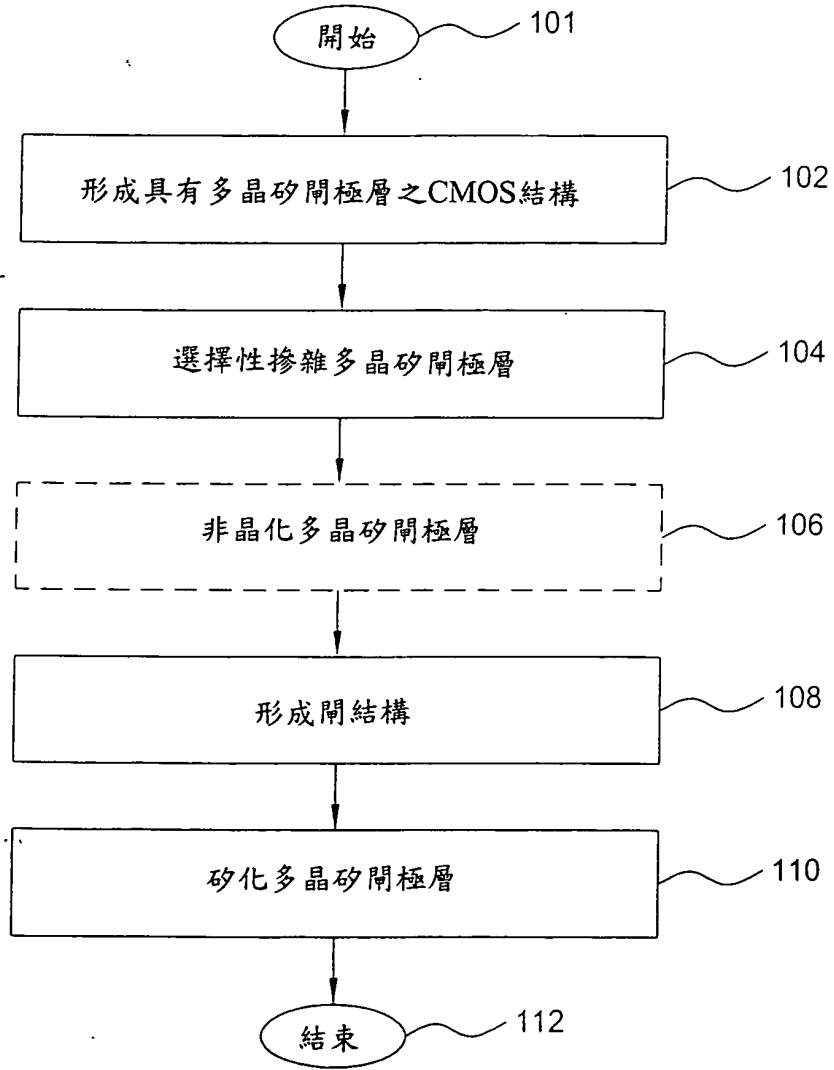 開始
101
形成具有多晶矽閘極層之CMOS結構
102
選擇性摻雜多晶矽閘極層
104
非晶化多晶矽閘極層
106
形成閘結構
108
矽化多晶矽閘極層
110
結束
112